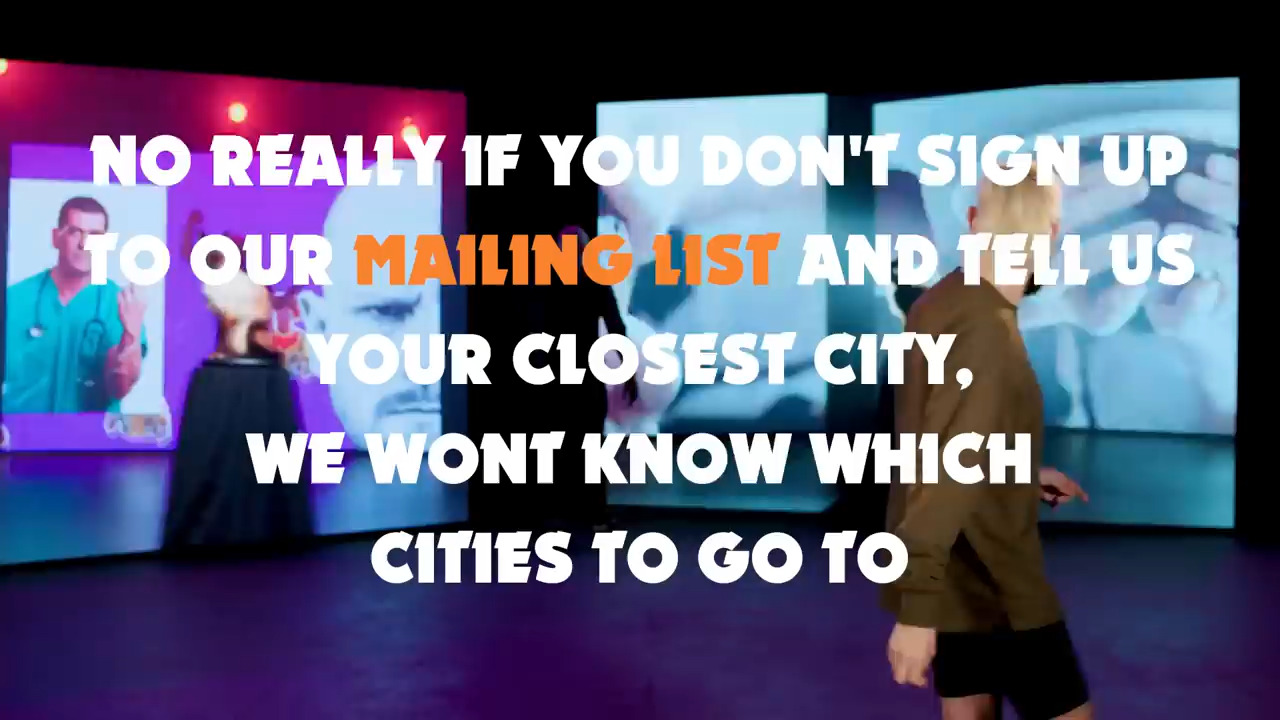 NO REALLY IF YOU DON'T SIGN UP
TO OUR MAILING LIST AND TELL US
YOUR CLOSEST CITY,
WE WONT KNOW WHICH
CITIES TO GO TO